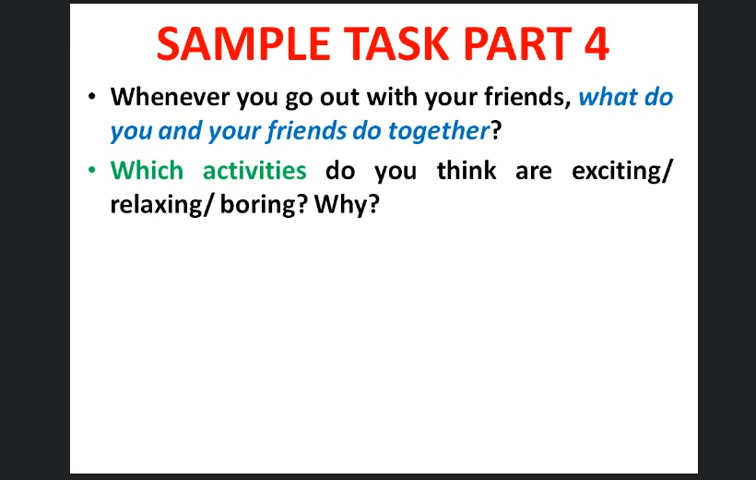 SAMPLE TASK PART 4
• Whenever you go out with your friends, what do
you and your friends do together?
• Which activities do you think are exciting/
relaxing/ boring? Why?